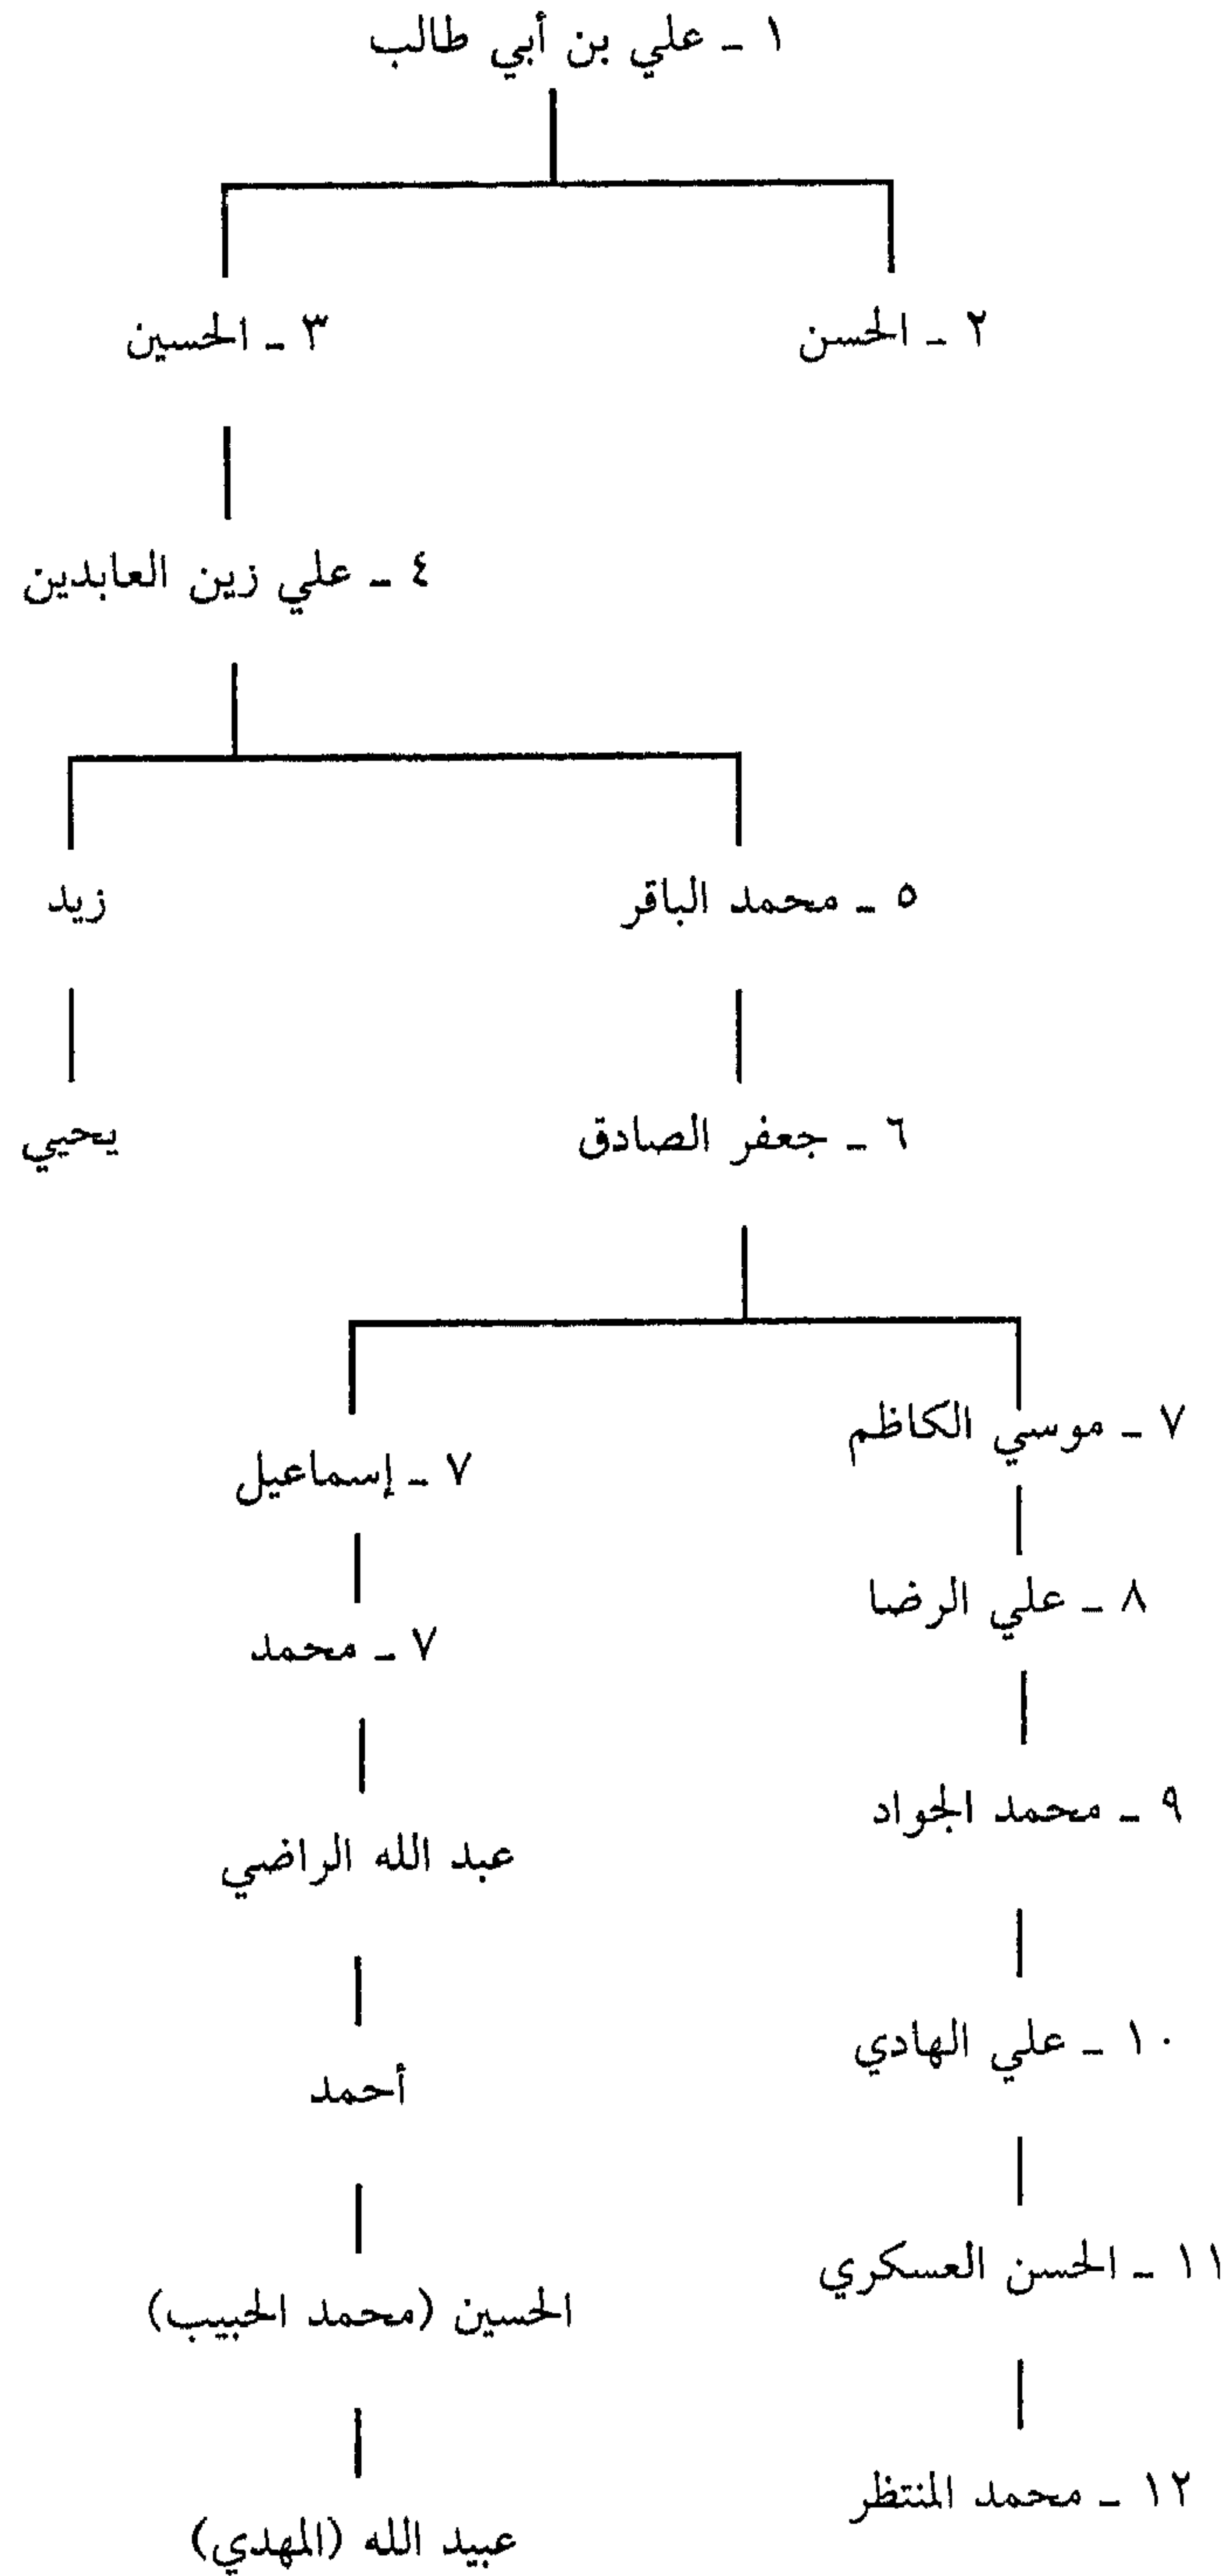 ١ ـ علي بن أبي طالب
٢ ـ الحسن
٣ ـ الحسين
٤ ـ علي زين العابدين
٥ ـ محمد الباقر
زيد
٦ ـ جعفر الصادق
يحيي
٧ ـ موسي الكاظم
٧ ـ إسماعيل
٨ ـ علي الرضا
٧ ـ محمد
٩ ـ محمد الجواد
عبد الله الراضي
١٠ ـ علي الهادي
أحمد
١١ ـ الحسن العسكري
الحسين (محمد الحبيب)
١٢ ـ محمد المنتظر
عبيد الله (المهدي)